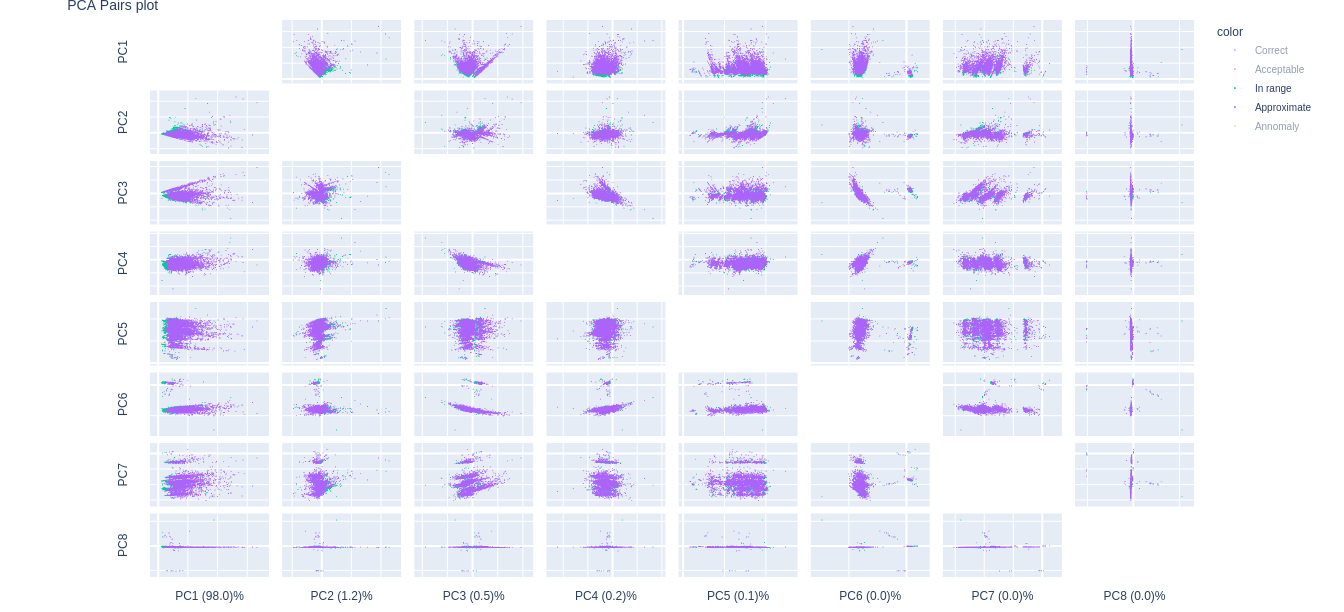 PCA Pairs plot
color
Correct
Acceptable
In range
Approximate
Annomaly
PC1
PC2
PC3
PC4
PC5
PC6
PC7
PC8
PC1 (98.0)%
PC2 (1.2)%
PC3 (0.5)%
PC4 (0.2)%
PC5 (0.1)%
PC6 (0.0)%
PC7 (0.0)%
PC8 (0.0)%